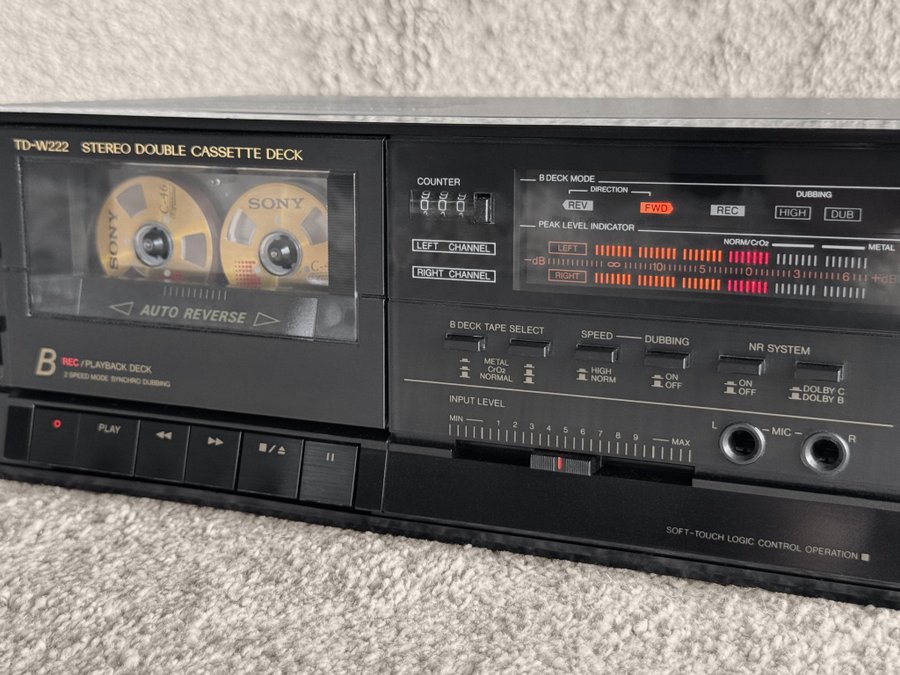 TD-W222 STEREO DOUBLE CASSETTE DECK
SONY
C-46
SONY
AUTO REVERSE
B REC/PLAYBACK DECK
2 SPEED MODE SYNCHRO DUBBING
PLAY
COUNTER
000
LEFT CHANNEL
RIGHT CHANNEL
B DECK MODE
DIRECTION
DUBBING
REV
FWD
REC
HIGH
DUB
PEAK LEVEL INDICATOR
NORM/CrO₂
METAL
LEFT
-dB ∞ 10 5 0 3 6 +dB
RIGHT
B DECK TAPE SELECT
SPEED
DUBBING
NR SYSTEM
METAL
CrO₂
NORMAL
HIGH
NORM
ON
OFF
ON
OFF
DOLBY C
DOLBY B
INPUT LEVEL
MIN 1 2 3 4 5 6 7 8 9 MAX
L MIC R
SOFT-TOUCH LOGIC CONTROL OPERATION